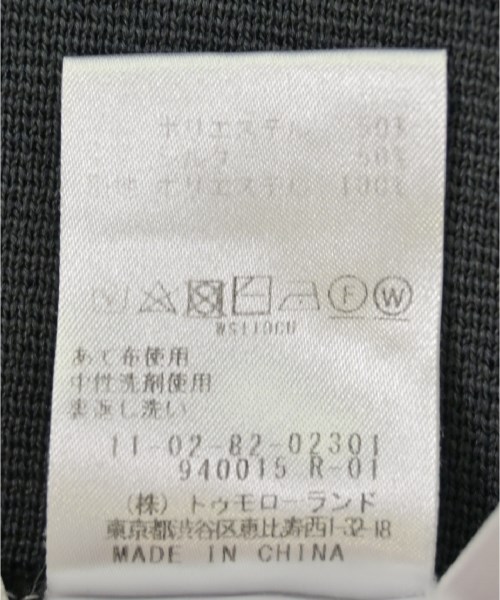 ポリエステル 50%
シルク 50%
ポリエステル 100%
F W
WS110CU
あて布使用
中性洗剤使用
裏返し洗い
11-02-82-02301
940015 R-01
(株) トゥモローランド
東京都渋谷区恵比寿西1-32-18
MADE IN CHINA